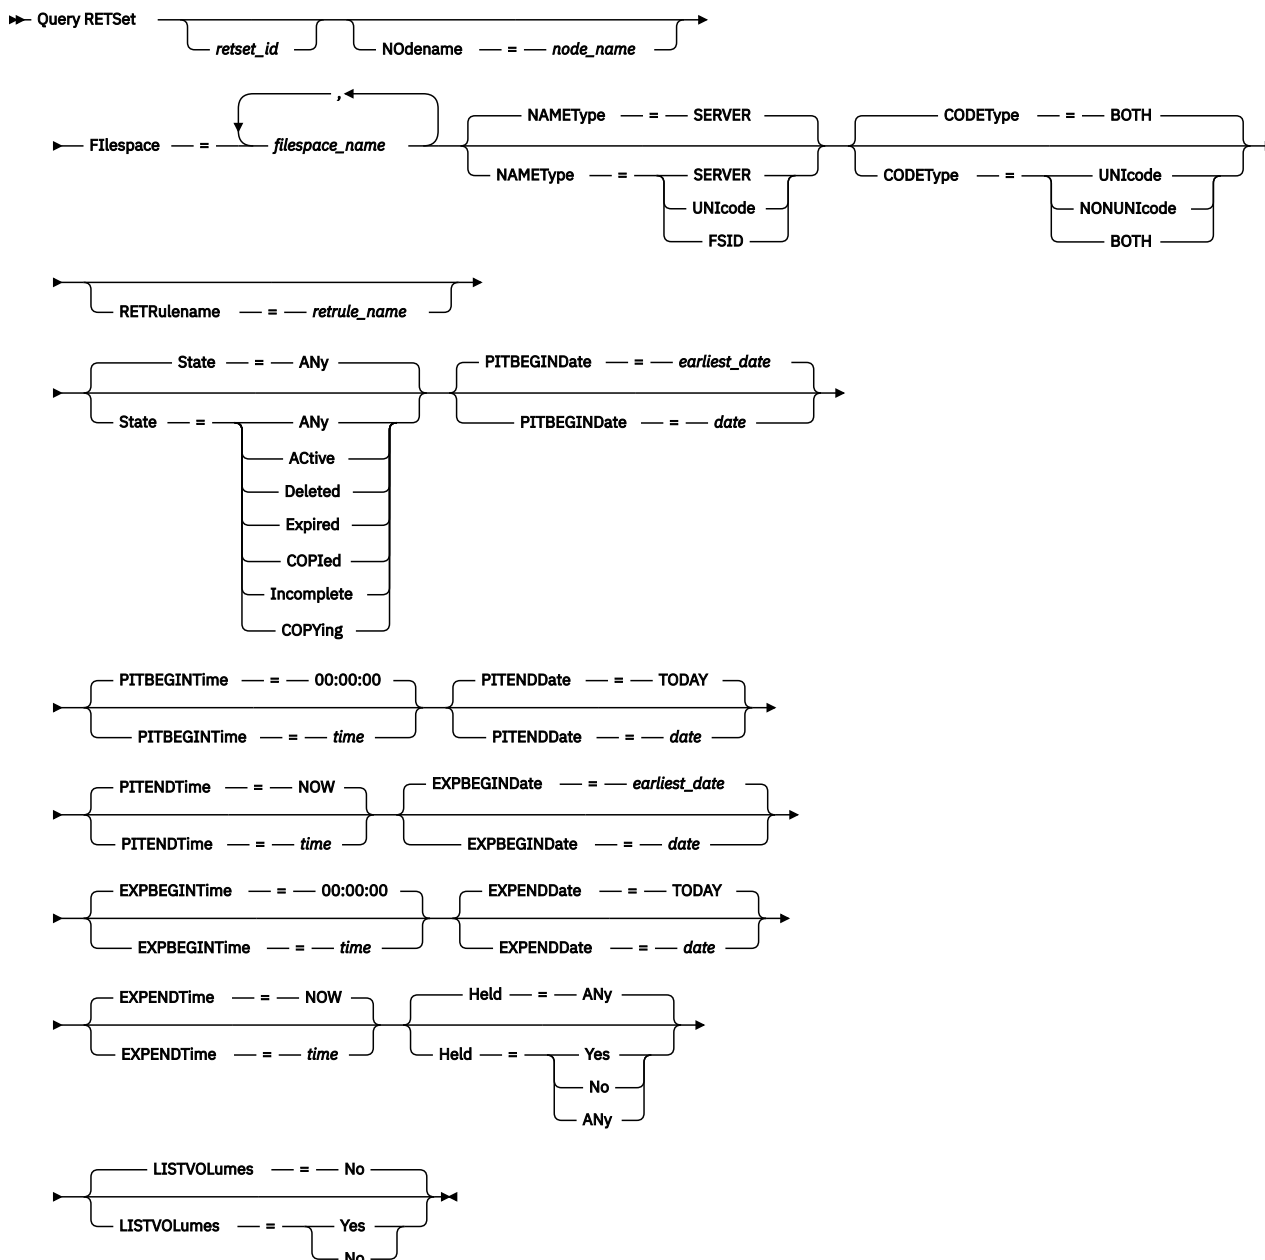 Query RETSet
retset_id NOdename = node_name
,
FIlespace = filespace_name
NAMEType = SERVER CODEType = BOTH
NAMEType = SERVER CODEType = UNIcode
UNIcode NONUNIcode
FSID BOTH
RETRulename = retrule_name
State = ANy PITBEGINDate = earliest_date
State = ANy PITBEGINDate = date
ACtive
Deleted
Expired
COPIed
Incomplete
COPYing
PITBEGINTime = 00:00:00 PITENDDate = TODAY
PITBEGINTime = time PITENDDate = date
PITENDTime = NOW EXPBEGINDate = earliest_date
PITENDTime = time EXPBEGINDate = date
EXPBEGINTime = 00:00:00 EXPENDDate = TODAY
EXPBEGINTime = time EXPENDDate = date
EXPENDTime = NOW Held = ANy
EXPENDTime = time Held = Yes
No
ANy
LISTVOLumes = No
LISTVOLumes = Yes
No